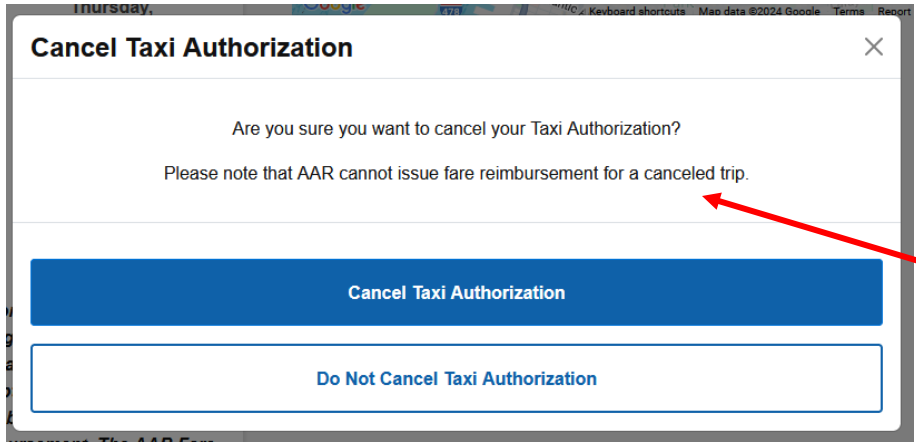 Thursday,
Google
478
Keyboard shortcuts Map data ©2024 Google Terms Report
Cancel Taxi Authorization
Are you sure you want to cancel your Taxi Authorization?
Please note that AAR cannot issue fare reimbursement for a canceled trip.
Cancel Taxi Authorization
Do Not Cancel Taxi Authorization
The AAR Fare